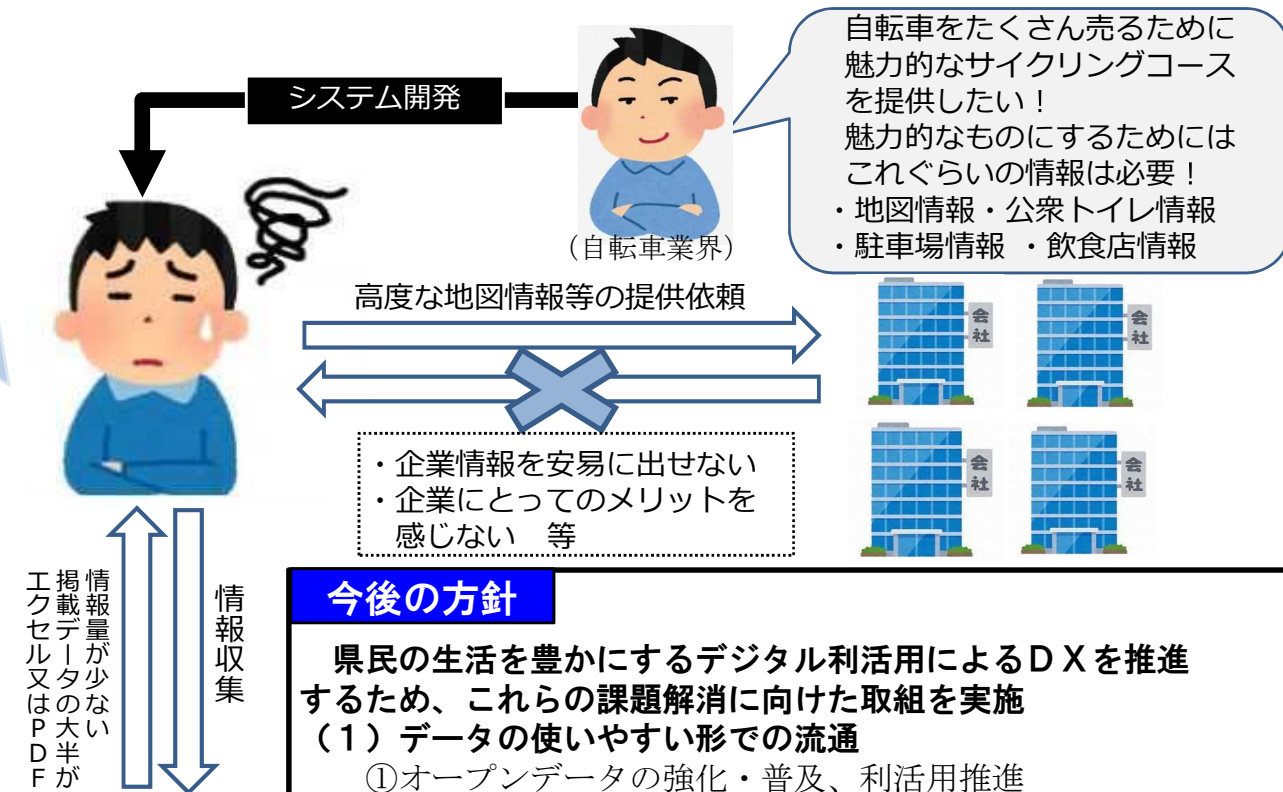 自転車をたくさん売るために
魅力的なサイクリングコース
を提供したい！
魅力的なものにするためには
これぐらいの情報は必要！
・地図情報・公衆トイレ情報
・駐車場情報 ・飲食店情報
システム開発
（自転車業界）
高度な地図情報等の提供依頼
会社
会社
会社
会社
・企業情報を安易に出せない
・企業にとってのメリットを
感じない　等
情報量が少ない
掲載データの大半が
エクセル又はＰＤＦ
情報収集
今後の方針
県民の生活を豊かにするデジタル利活用によるＤＸを推進
するため、これらの課題解消に向けた取組を実施
（１）データの使いやすい形での流通
①オープンデータの強化・普及、利活用推進